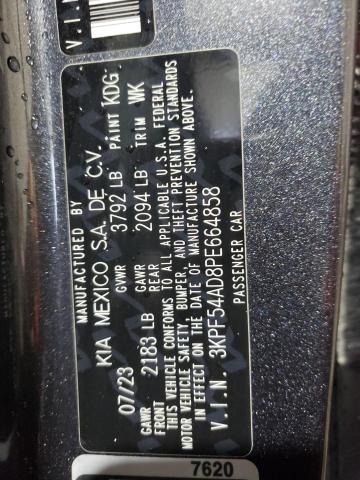 V.I.N
MANUFACTURED BY
KIA MEXICO S.A. DE C.V.
07/23 GVWR 3792 LB PAINT KDG
GAWR FRONT 2183 LB GAWR REAR 2094 LB TRIM WK
THIS VEHICLE CONFORMS TO ALL APPLICABLE U.S.A. FEDERAL
MOTOR VEHICLE SAFETY, BUMPER, AND THEFT PREVENTION STANDARDS
IN EFFECT ON THE DATE OF MANUFACTURE SHOWN ABOVE.
V.I.N 3KPF54AD8PE664858
PASSENGER CAR
7620